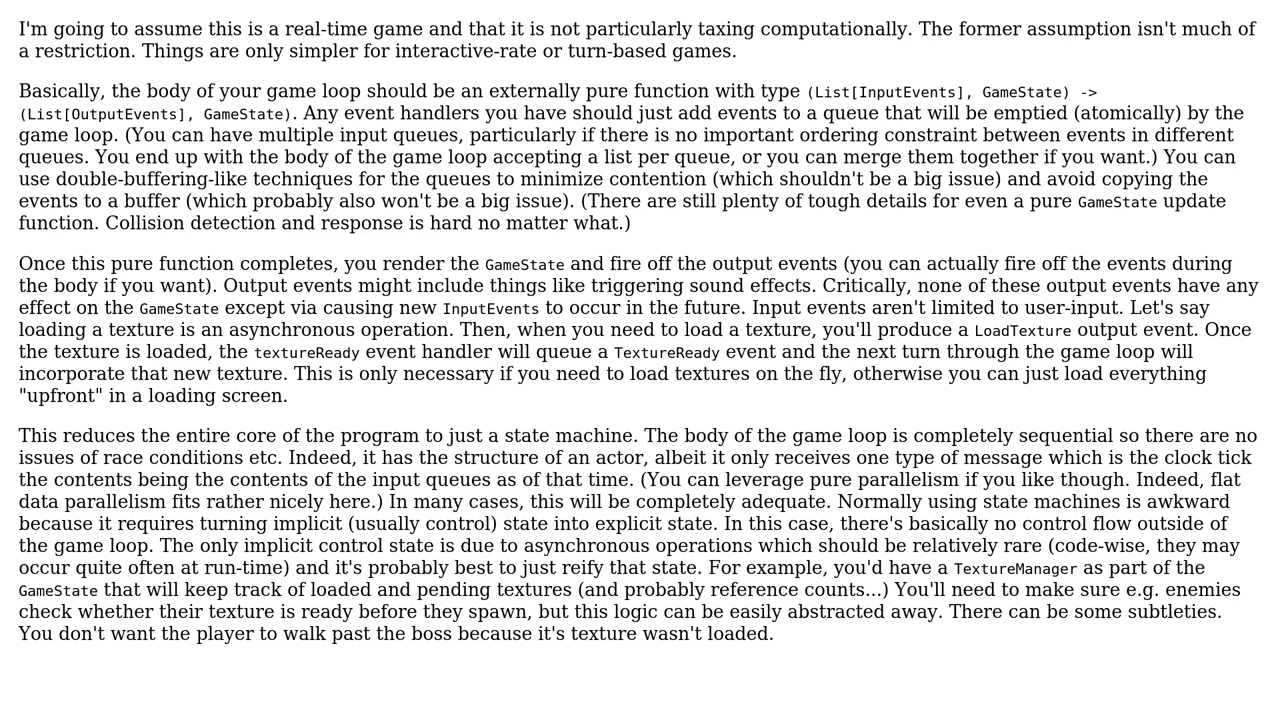 I'm going to assume this is a real-time game and that it is not particularly taxing computationally. The former assumption isn't much of
a restriction. Things are only simpler for interactive-rate or turn-based games.
Basically, the body of your game loop should be an externally pure function with type (List[InputEvents], GameState) ->
(List[OutputEvents], GameState). Any event handlers you have should just add events to a queue that will be emptied (atomically) by the
game loop. (You can have multiple input queues, particularly if there is no important ordering constraint between events in different
queues. You end up with the body of the game loop accepting a list per queue, or you can merge them together if you want.) You can
use double-buffering-like techniques for the queues to minimize contention (which shouldn't be a big issue) and avoid copying the
events to a buffer (which probably also won't be a big issue). (There are still plenty of tough details for even a pure GameState update
function. Collision detection and response is hard no matter what.)
Once this pure function completes, you render the GameState and fire off the output events (you can actually fire off the events during
the body if you want). Output events might include things like triggering sound effects. Critically, none of these output events have any
effect on the GameState except via causing new InputEvents to occur in the future. Input events aren't limited to user-input. Let's say
loading a texture is an asynchronous operation. Then, when you need to load a texture, you'll produce a LoadTexture output event. Once
the texture is loaded, the textureReady event handler will queue a TextureReady event and the next turn through the game loop will
incorporate that new texture. This is only necessary if you need to load textures on the fly, otherwise you can just load everything
"upfront" in a loading screen.
This reduces the entire core of the program to just a state machine. The body of the game loop is completely sequential so there are no
issues of race conditions etc. Indeed, it has the structure of an actor, albeit it only receives one type of message which is the clock tick
the contents being the contents of the input queues as of that time. (You can leverage pure parallelism if you like though. Indeed, flat
data parallelism fits rather nicely here.) In many cases, this will be completely adequate. Normally using state machines is awkward
because it requires turning implicit (usually control) state into explicit state. In this case, there's basically no control flow outside of
the game loop. The only implicit control state is due to asynchronous operations which should be relatively rare (code-wise, they may
occur quite often at run-time) and it's probably best to just reify that state. For example, you'd have a TextureManager as part of the
GameState that will keep track of loaded and pending textures (and probably reference counts...) You'll need to make sure e.g. enemies
check whether their texture is ready before they spawn, but this logic can be easily abstracted away. There can be some subtleties.
You don't want the player to walk past the boss because it's texture wasn't loaded.